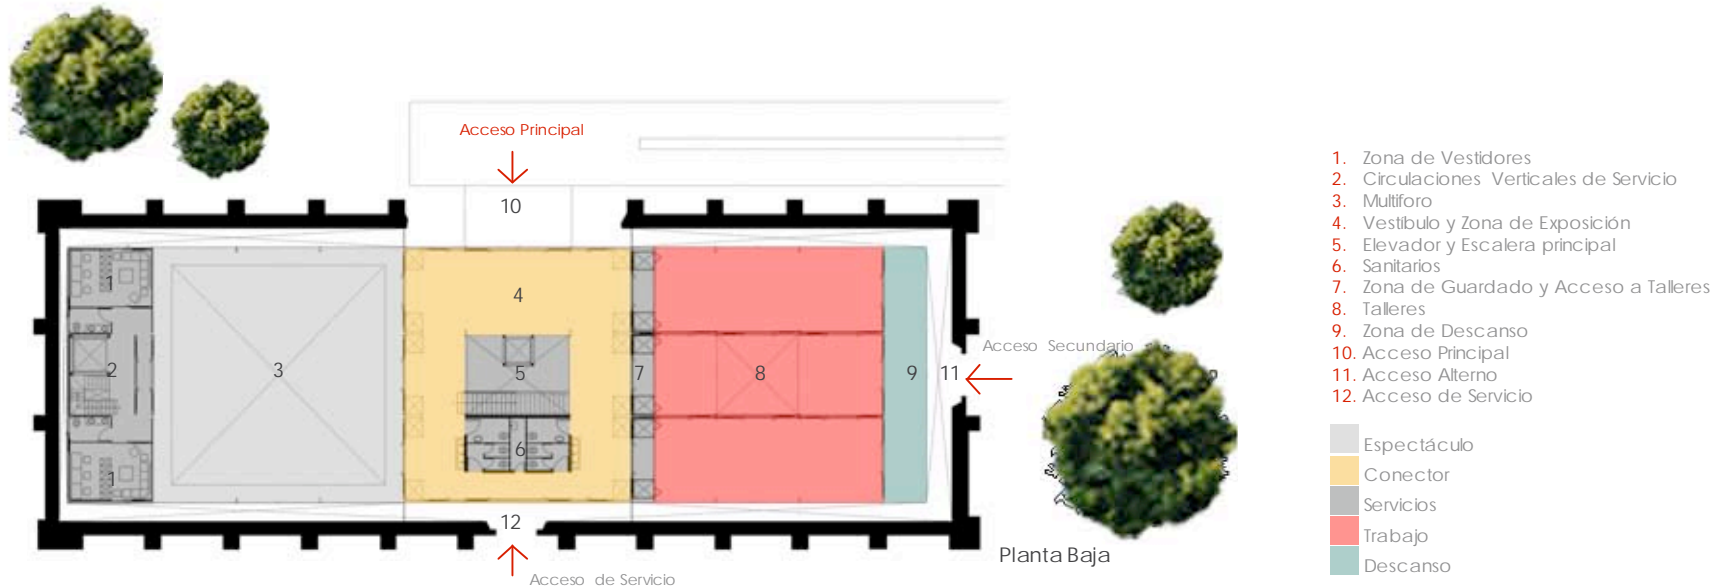 Acceso Principal
10
1
4
2
3
5
7
8
9
11
Acceso Secundario
6
1
12
Acceso de Servicio
Planta Baja
1. Zona de Vestidores
2. Circulaciones Verticales de Servicio
3. Multiforo
4. Vestíbulo y Zona de Exposición
5. Elevador y Escalera principal
6. Sanitarios
7. Zona de Guardado y Acceso a Talleres
8. Talleres
9. Zona de Descanso
10. Acceso Principal
11. Acceso Alterno
12. Acceso de Servicio
Espectáculo
Conector
Servicios
Trabajo
Descanso